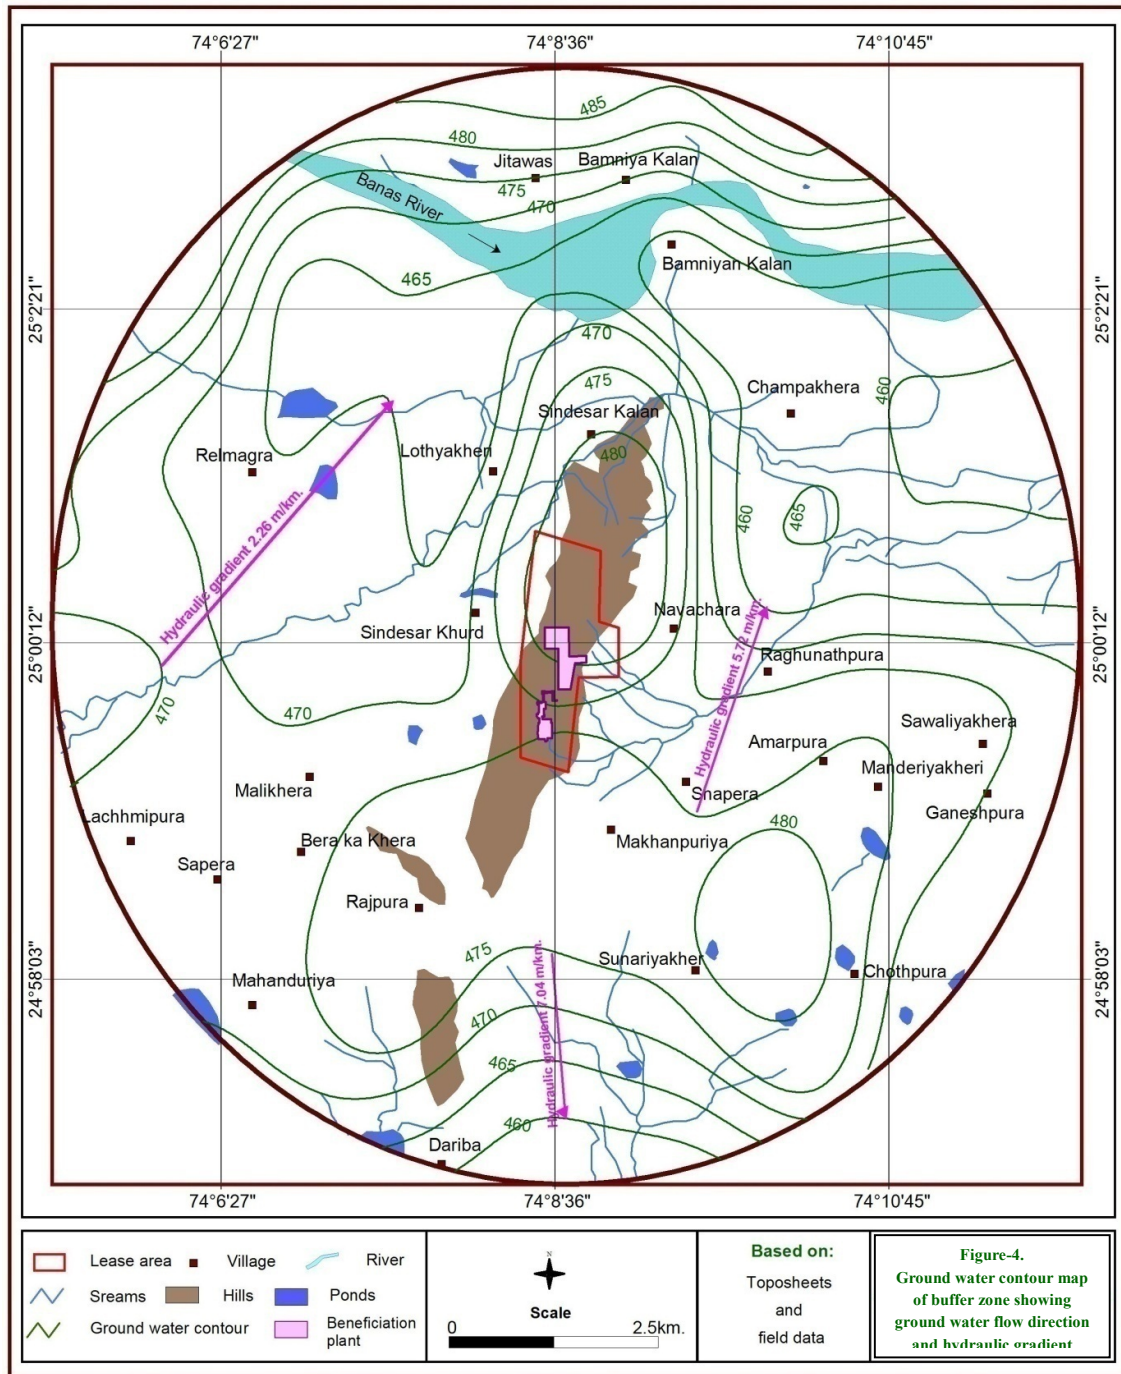 74°6'27" 74°8'36" 74°10'45"
485
480
Jitawas Bamniya Kalan
475
470
Banas River
Bamniyan Kalan
465
25°2'21" 25°2'21"
470
475
Champakhera
460
Sindesar Kalan
480
Relmagra Lothyakheri
465
460
Hydraulic gradient 2.26 m/km.
Navachara
Sindesar Khurd
25°00'12" 25°00'12"
Raghunathpura
Hydraulic gradient 5.72 m/km.
470
470
Sawaliyakhera
Amarpura
Manderiyakheri
Malikhera
Snapera
Ganeshpura
Lachhmipura
480
Bera ka Khera Makhanpuriya
Sapera
Rajpura
475
Sunariyakher
Chothpura
24°58'03" 24°58'03"
Mahanduriya
Hydraulic gradient 7.04 m/km.
470
465
460
Dariba
74°6'27" 74°8'36" 74°10'45"
Lease area Village River
Sreams Hills Ponds
Ground water contour Beneficiation
plant
N
Scale
0 2.5km.
Based on:
Toposheets
and
field data
Figure-4.
Ground water contour map
of buffer zone showing
ground water flow direction
and hydraulic gradient